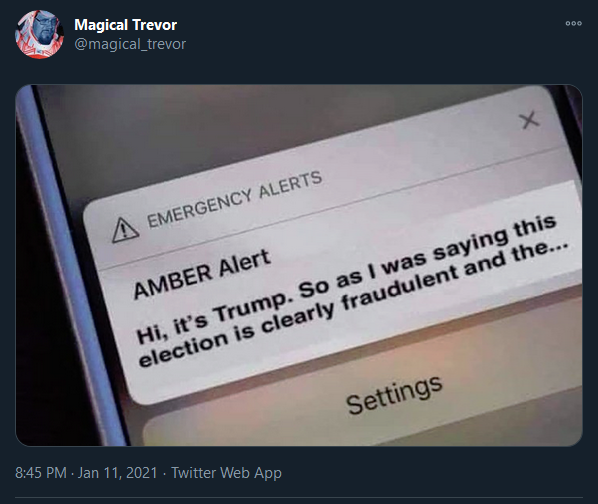 Magical Trevor
@magical_trevor
EMERGENCY ALERTS
AMBER Alert
Hi, it's Trump. So as I was saying this
election is clearly fraudulent and the...
Settings
8:45 PM · Jan 11, 2021 · Twitter Web App